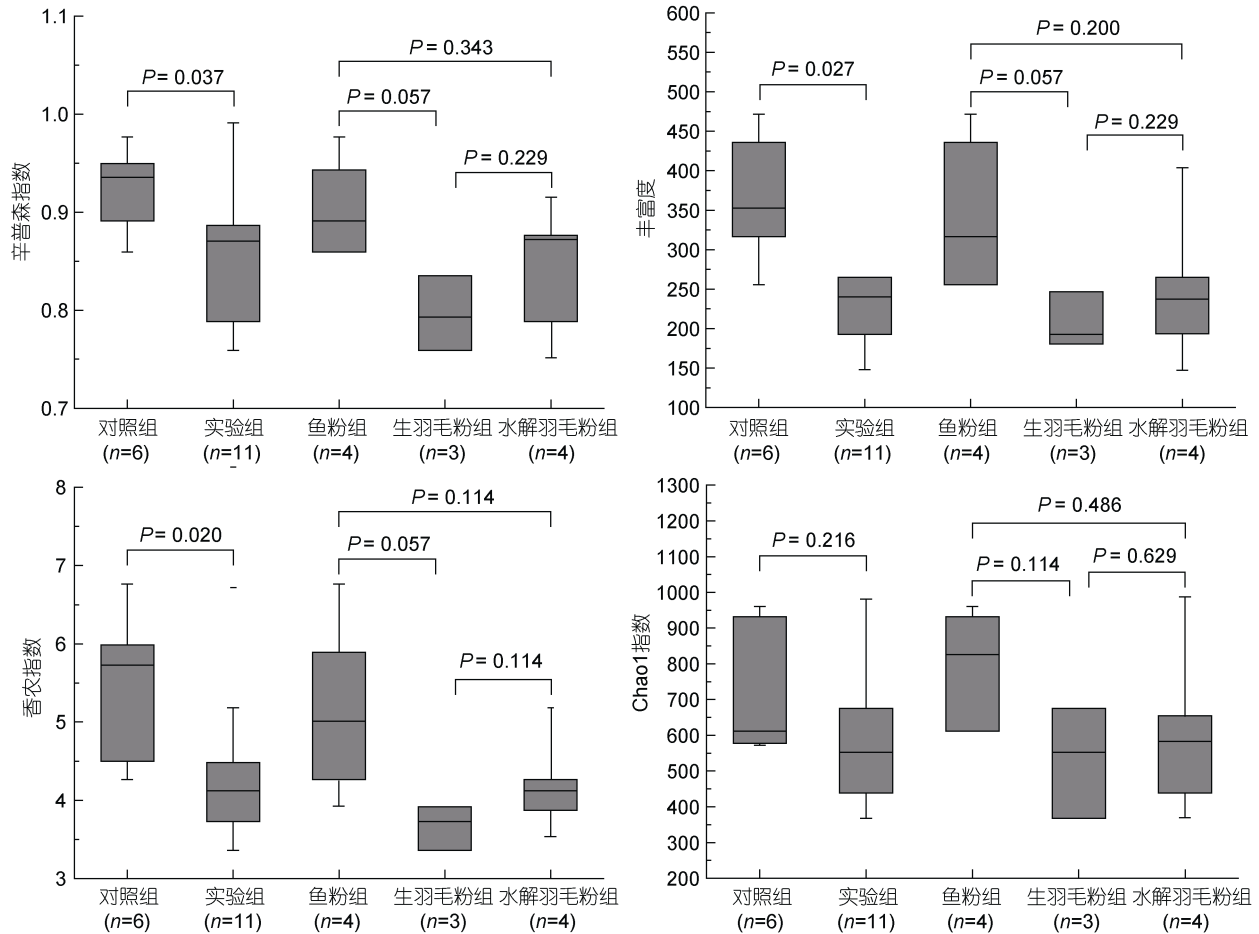 辛普森指数
1.1
1.0
0.9
0.8
0.7
P= 0.037
P= 0.343
P= 0.057
P= 0.229
对照组 实验组 鱼粉组 生羽毛粉组 水解羽毛粉组
(n=6) (n=11) (n=4) (n=3) (n=4)
丰富度
600
550
500
450
400
350
300
250
200
150
100
P= 0.027
P= 0.200
P= 0.057
P= 0.229
对照组 实验组 鱼粉组 生羽毛粉组 水解羽毛粉组
(n=6) (n=11) (n=4) (n=3) (n=4)
香农指数
8
7
6
5
4
3
P= 0.020
P= 0.114
P= 0.057
P= 0.114
对照组 实验组 鱼粉组 生羽毛粉组 水解羽毛粉组
(n=6) (n=11) (n=4) (n=3) (n=4)
Chao1指数
1300
1200
1100
1000
900
800
700
600
500
400
300
200
P= 0.216
P= 0.486
P= 0.114
P= 0.629
对照组 实验组 鱼粉组 生羽毛粉组 水解羽毛粉组
(n=6) (n=11) (n=4) (n=3) (n=4)